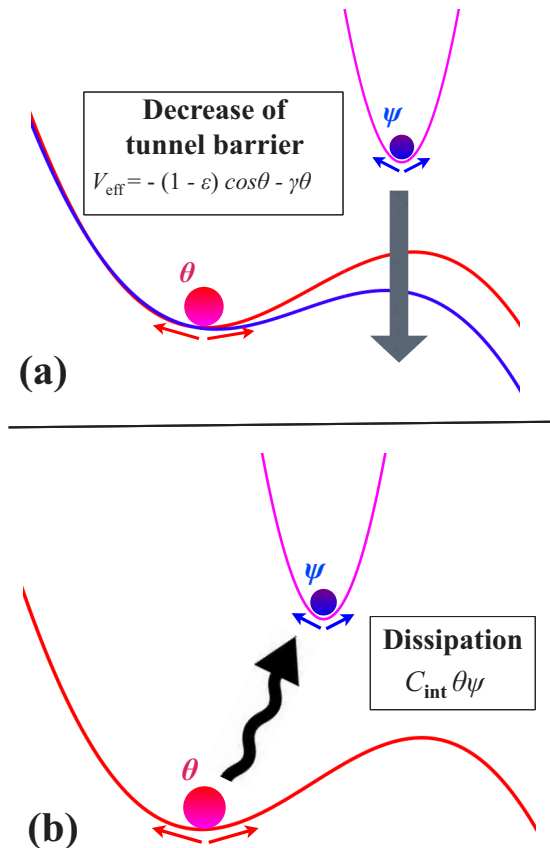 Decrease of
tunnel barrier
V_eff = - (1 - ε) cosθ - γθ
ψ
θ
(a)
ψ
Dissipation
C_int θψ
θ
(b)